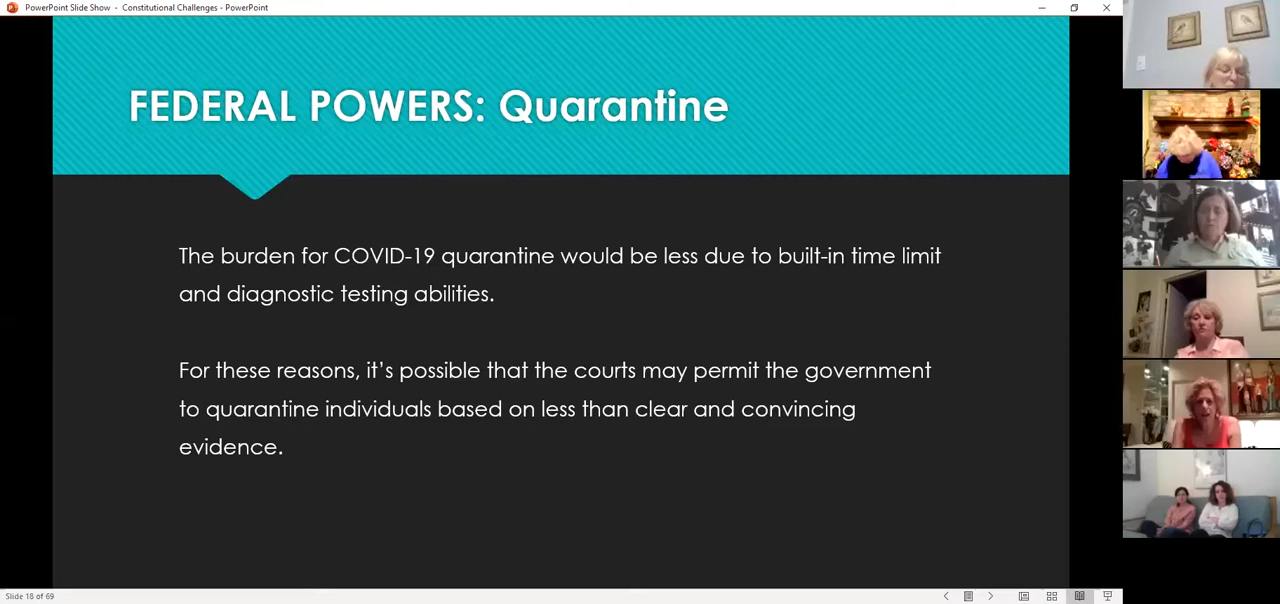 PowerPoint Slide Show - Constitutional Challenges - PowerPoint
FEDERAL POWERS: Quarantine
The burden for COVID-19 quarantine would be less due to built-in time limit
and diagnostic testing abilities.
For these reasons, it's possible that the courts may permit the government
to quarantine individuals based on less than clear and convincing
evidence.
Slide 18 of 69